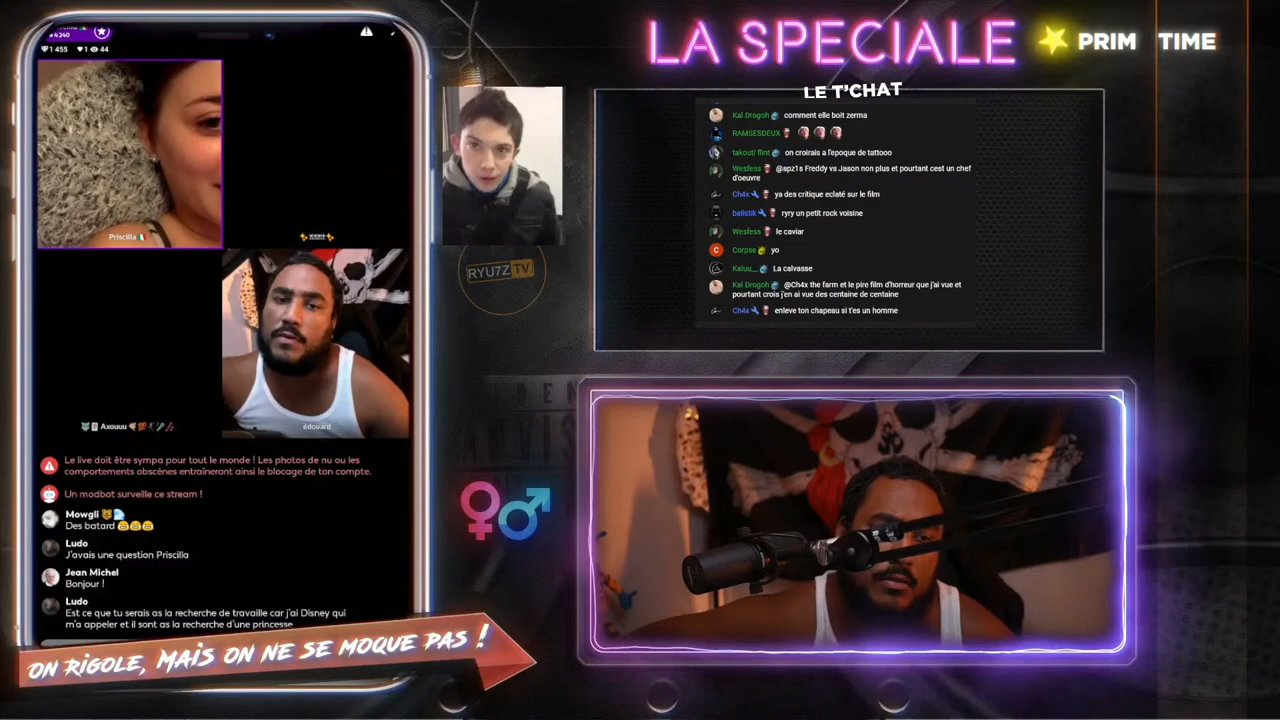 4 240
1 455
1
44
Priscilla
Axouuu
édouard
Le live doit être sympa pour tout le monde ! Les photos de nu ou les
comportements obscènes entraîneront ainsi le blocage de ton compte.
Un modbot surveille ce stream !
Mowgli
Des batard
Ludo
J'avais une question Priscilla
Jean Michel
Bonjour !
Ludo
Est ce que tu serais as la recherche de travaille car j'ai Disney qui
m'a appeler et il sont as la recherche d'une princesse
ON RIGOLE, MAIS ON NE SE MOQUE PAS !
RYU7Z TV
LA SPECIALE
PRIM TIME
LE T'CHAT
Kal Drogoh comment elle boit zerma
RAMSESDEUX
takouti flint on croirais a l'epoque de tattooo
Wesfess @apz1s Freddy vs Jason non plus et pourtant cest un chef
d'oeuvre
Ch4x ya des critique eclaté sur le film
balistik ryry un petit rock voisine
Wesfess le caviar
C Corpse yo
Kaluu__ La calvasse
Kal Drogoh @Ch4x the farm et le pire film d'horreur que j'ai vue et
pourtant crois j'en ai vue des centaine de centaine
Ch4x enleve ton chapeau si t'es un homme